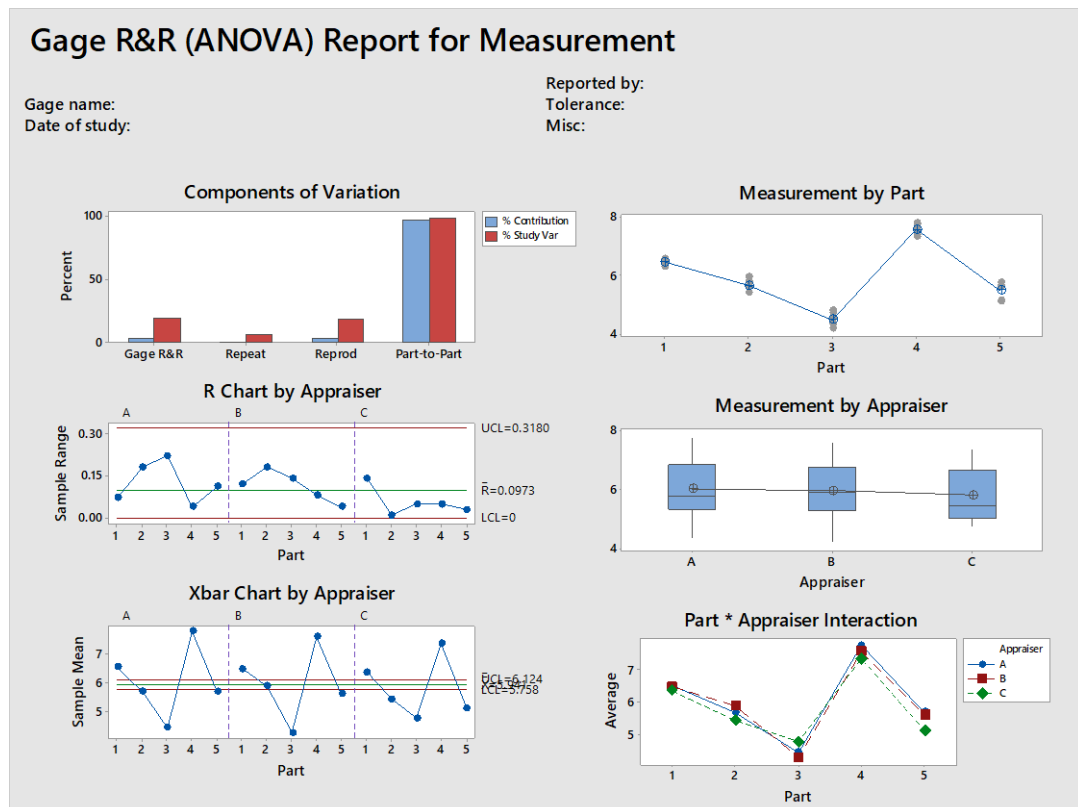 Gage R&R (ANOVA) Report for Measurement
Reported by:
Gage name:
Tolerance:
Date of study:
Misc:
Components of Variation
100
50
0
Percent
Gage R&R Repeat Reprod Part-to-Part
% Contribution
% Study Var
R Chart by Appraiser
A B C
0.30
0.15
0.00
Sample Range
UCL=0.3180
R̄=0.0973
LCL=0
1 2 3 4 5 1 2 3 4 5 1 2 3 4 5
Part
Xbar Chart by Appraiser
A B C
7
6
5
Sample Mean
UCL=6.124
LCL=5.758
1 2 3 4 5 1 2 3 4 5 1 2 3 4 5
Part
Measurement by Part
8
6
4
1 2 3 4 5
Part
Measurement by Appraiser
8
6
4
A B C
Appraiser
Part * Appraiser Interaction
7
6
5
Average
1 2 3 4 5
Part
Appraiser
A
B
C